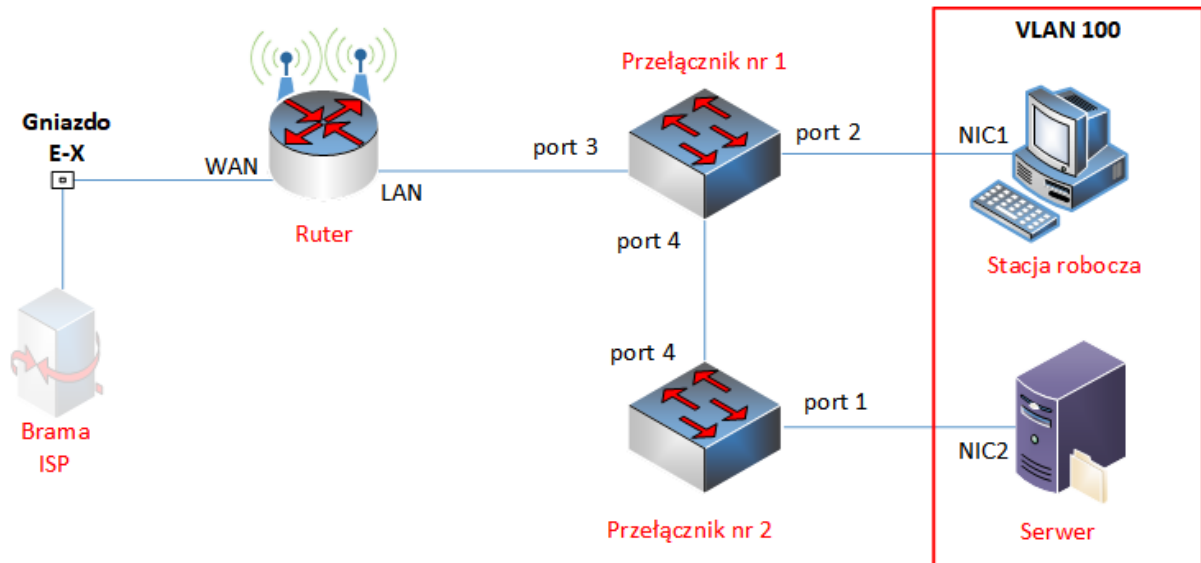 VLAN 100
Przełącznik nr 1
Gniazdo
E-X
WAN
LAN
port 3
port 2
NIC1
Ruter
port 4
Stacja robocza
port 4
port 1
NIC2
Brama
ISP
Przełącznik nr 2
Serwer